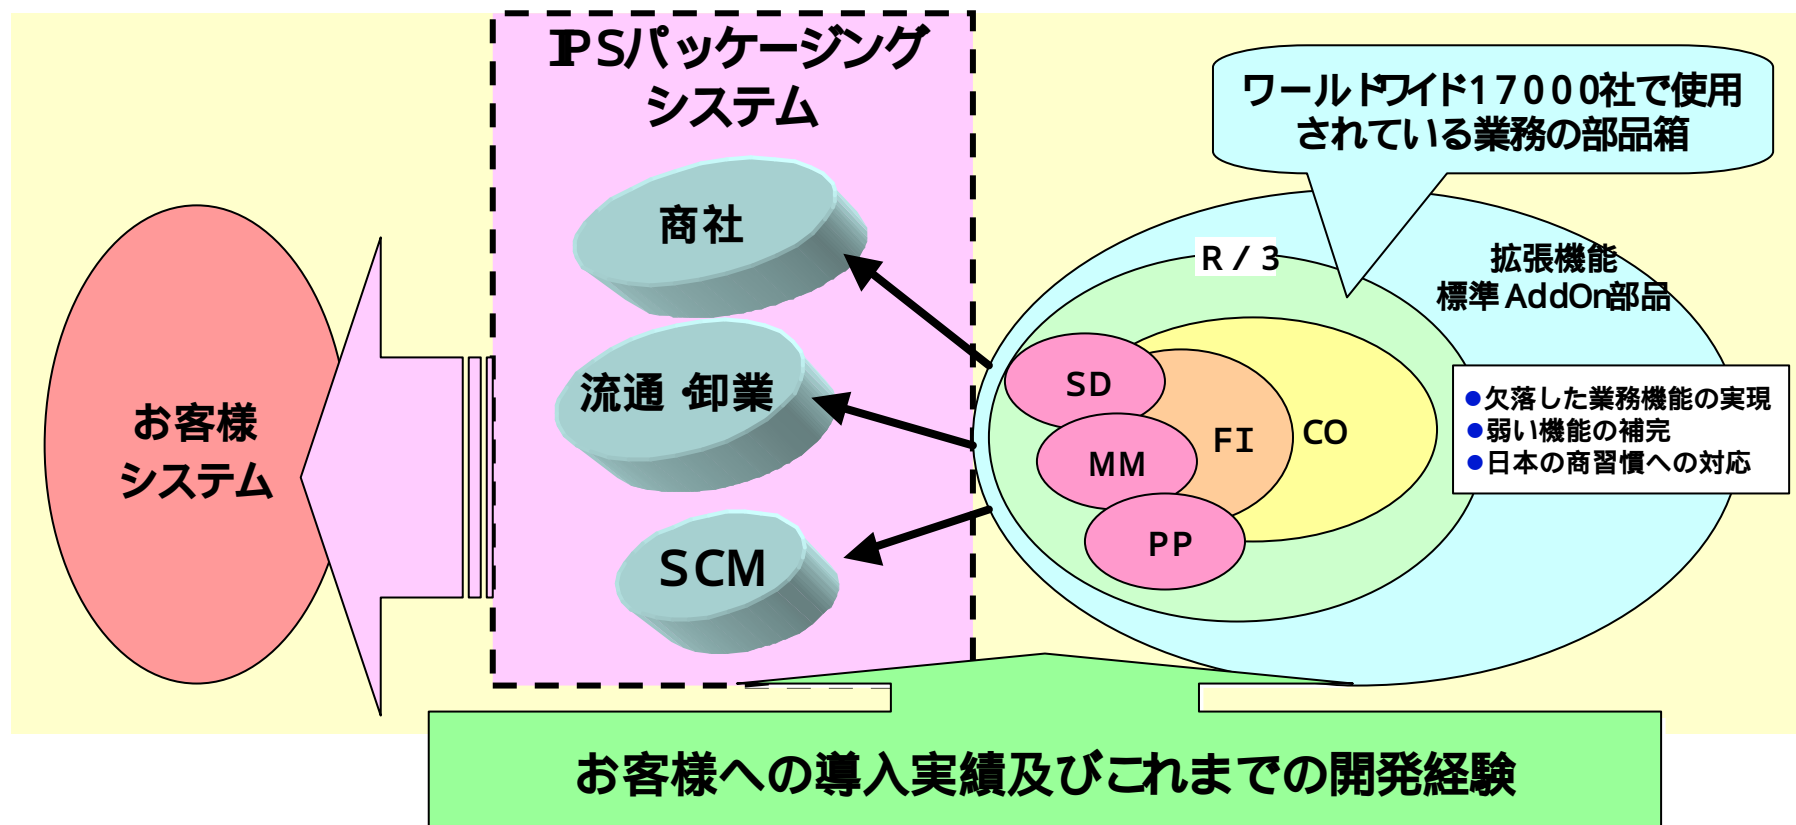 IPSパッケージング
システム
ワールドワイド17000社で使用
されている業務の部品箱
商社
R/3
拡張機能
標準AddOn部品
SD
流通・卸業
欠落した業務機能の実現
お客様
CO
FI
弱い機能の補完
MM
日本の商習慣への対応
システム
PP
SCM
お客様への導入実績及びこれまでの開発経験